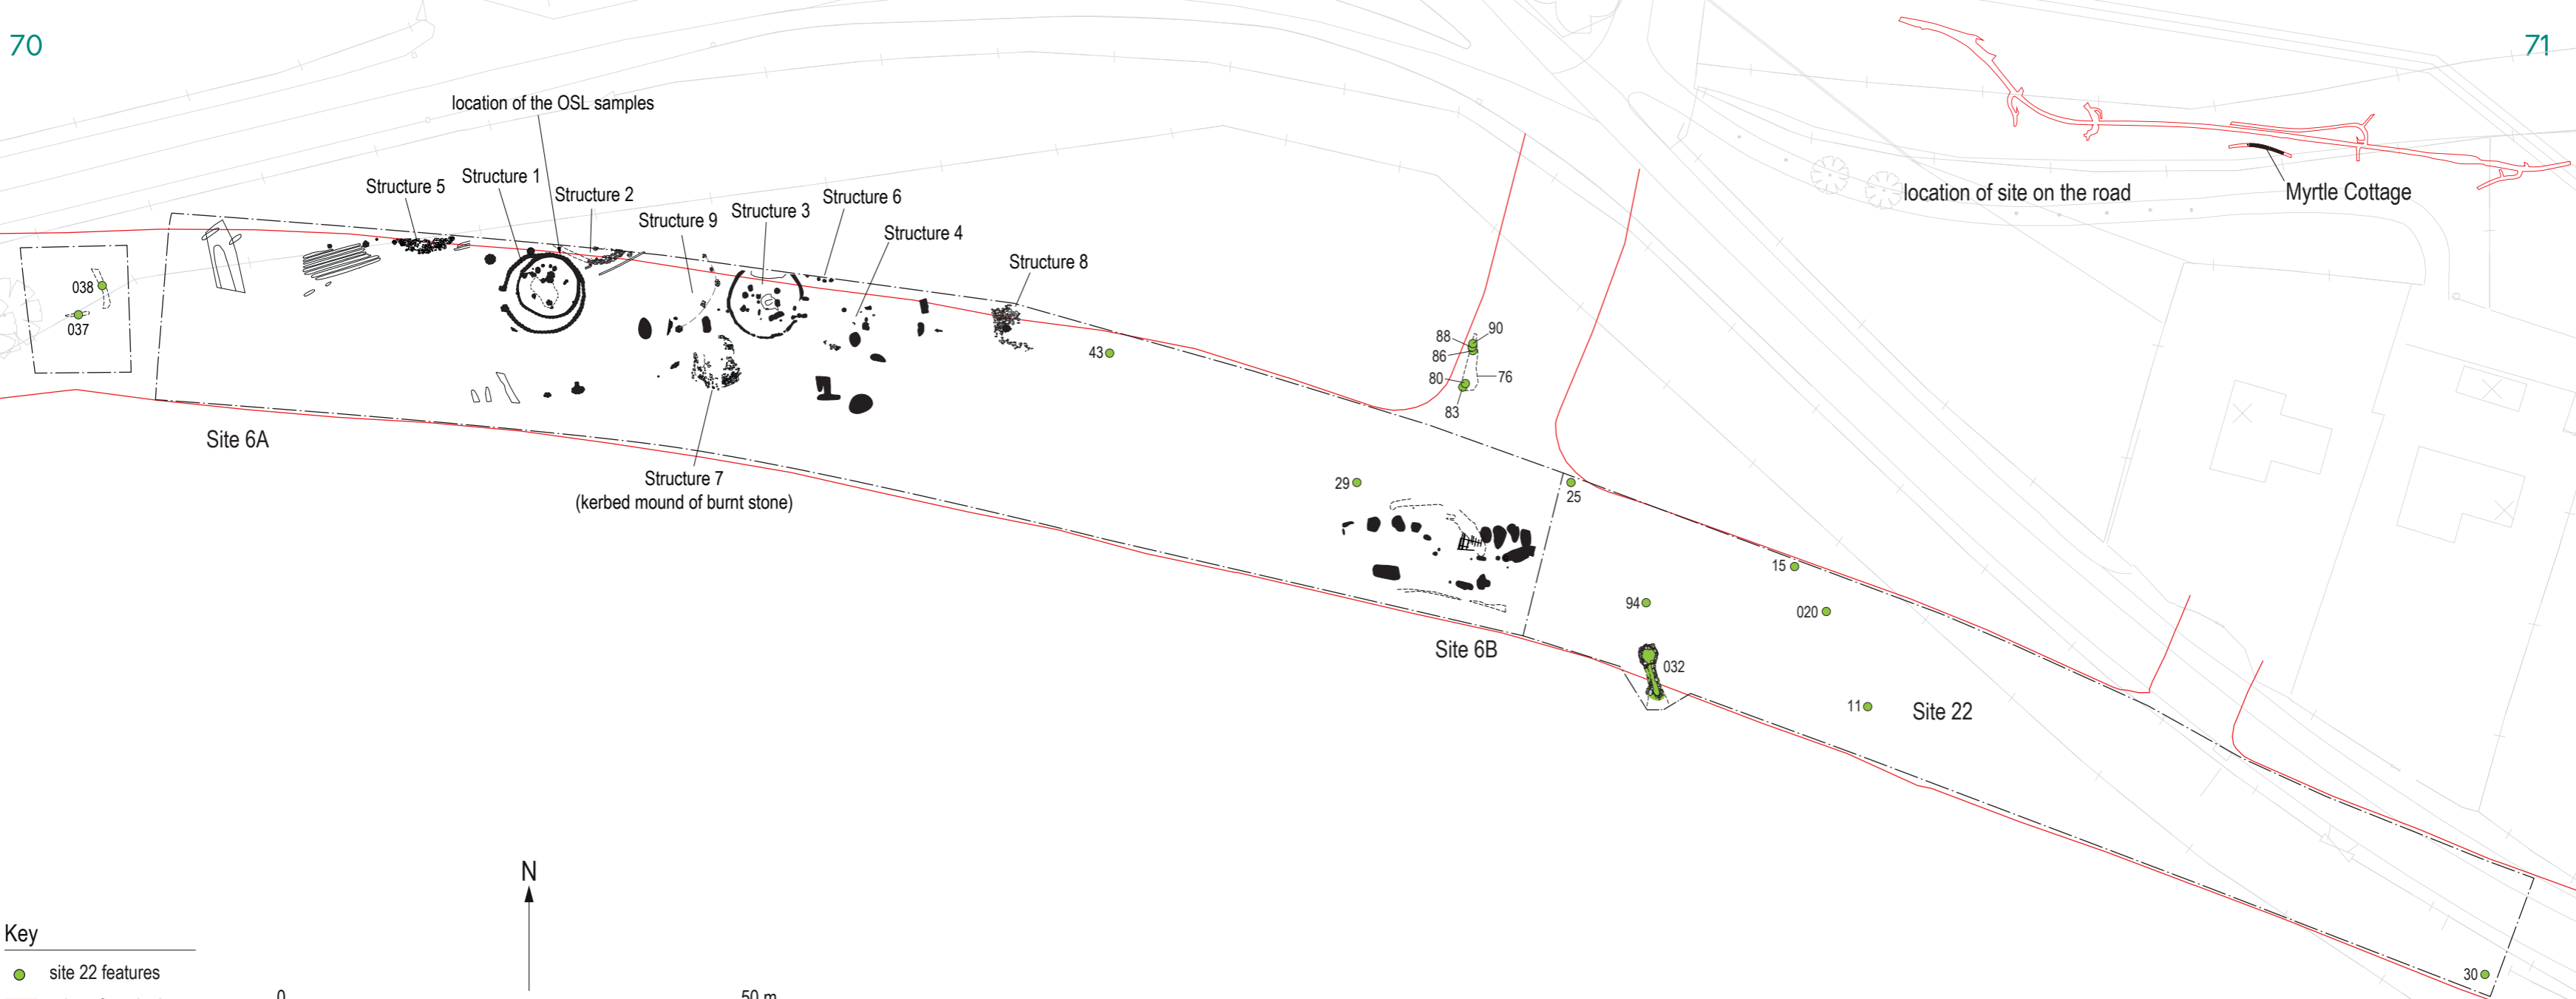 70
71
location of the OSL samples
Structure 5
Structure 1
Structure 2
Structure 9
Structure 3
Structure 6
Structure 4
Structure 8
location of site on the road
Myrtle Cottage
038
037
43
88
90
86
80
76
83
Site 6A
Structure 7
(kerbed mound of burnt stone)
29
25
15
94
020
Site 6B
032
11
Site 22
30
N
Key
site 22 features
0
50 m